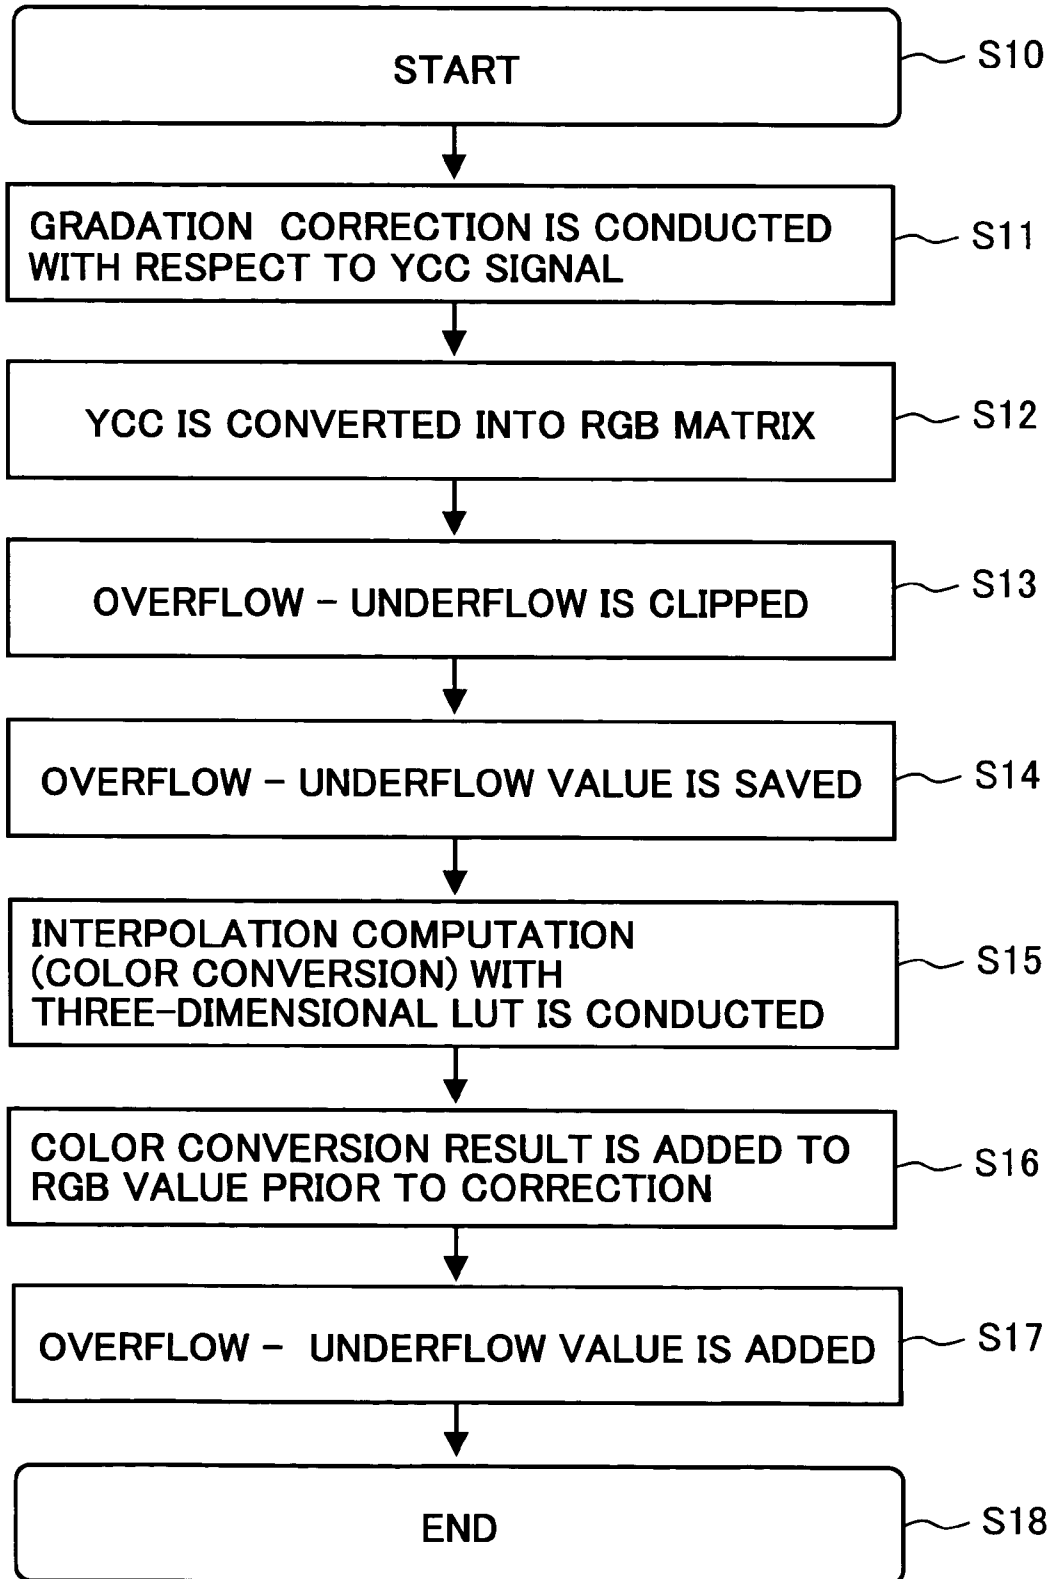 START
S10
GRADATION CORRECTION IS CONDUCTED
WITH RESPECT TO YCC SIGNAL
S11
YCC IS CONVERTED INTO RGB MATRIX
S12
OVERFLOW – UNDERFLOW IS CLIPPED
S13
OVERFLOW – UNDERFLOW VALUE IS SAVED
S14
INTERPOLATION COMPUTATION
(COLOR CONVERSION) WITH
THREE-DIMENSIONAL LUT IS CONDUCTED
S15
COLOR CONVERSION RESULT IS ADDED TO
RGB VALUE PRIOR TO CORRECTION
S16
OVERFLOW – UNDERFLOW VALUE IS ADDED
S17
END
S18